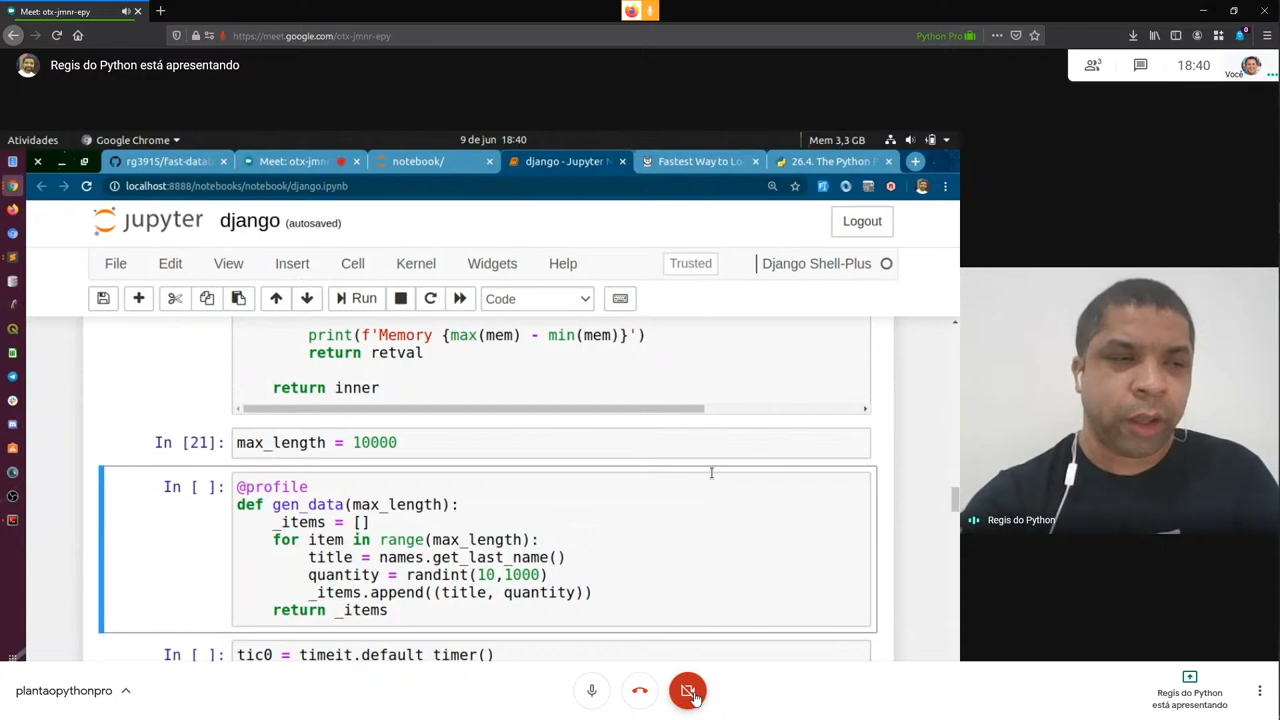 Meet: otx-jmnr-epy
https://meet.google.com/otx-jmnr-epy
Python Pro
Regis do Python está apresentando
3
18:40
Você
Atividades
Google Chrome
9 de jun 18:40
Mem 3,3 GB
rg3915/fast-datab
Meet: otx-jmn
notebook/
django - Jupyter N
Fastest Way to Lo
26.4. The Python P
localhost:8888/notebooks/notebook/django.ipynb
jupyter
django (autosaved)
Logout
File Edit View Insert Cell Kernel Widgets Help
Trusted
Django Shell-Plus
Run
Code
print(f'Memory {max(mem) - min(mem)}')
return retval
return inner
In [21]: max_length = 10000
In [ ]: @profile
def gen_data(max_length):
_items = []
for item in range(max_length):
title = names.get_last_name()
quantity = randint(10,1000)
_items.append((title, quantity))
return _items
In [ ]: tic0 = timeit.default_timer()
Regis do Python
plantaopythonpro
Regis do Python
está apresentando